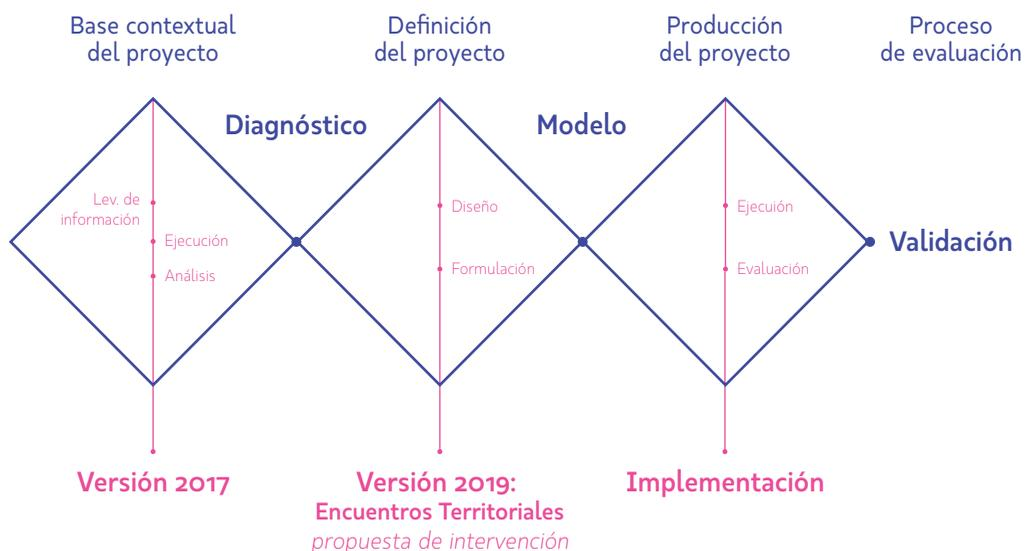 Base contextual
del proyecto
Definición
del proyecto
Producción
del proyecto
Proceso
de evaluación
Diagnóstico
Modelo
Lev. de
información
Ejecución
Análisis
Diseño
Formulación
Ejecuión
Evaluación
Validación
Versión 2017
Versión 2019:
Encuentros Territoriales
propuesta de intervención
Implementación